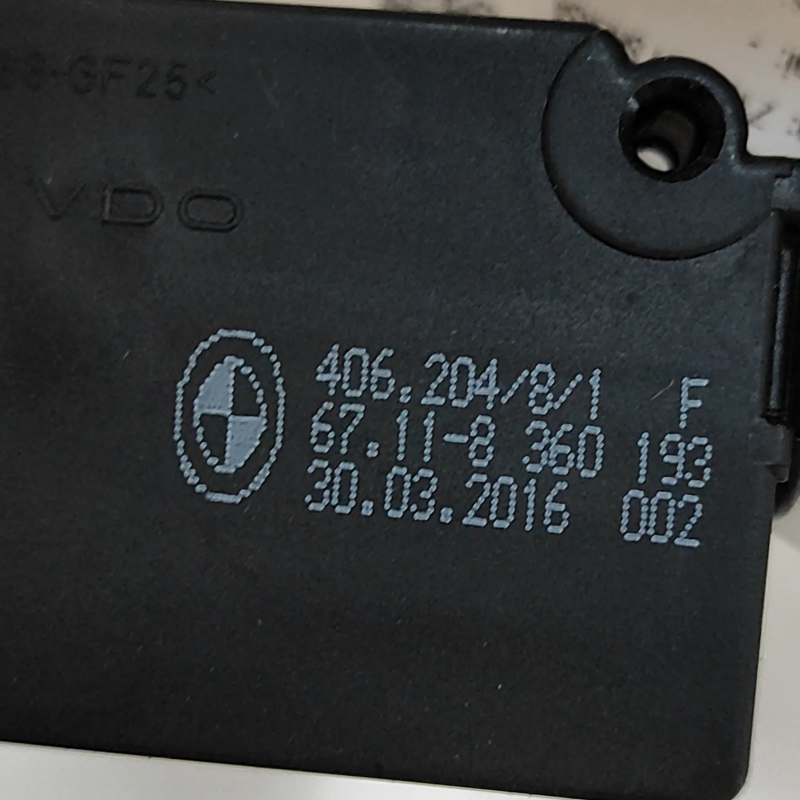 -GF25<
VDO
406.204/8/1 F
67.11-8 360 193
30.03.2016 002